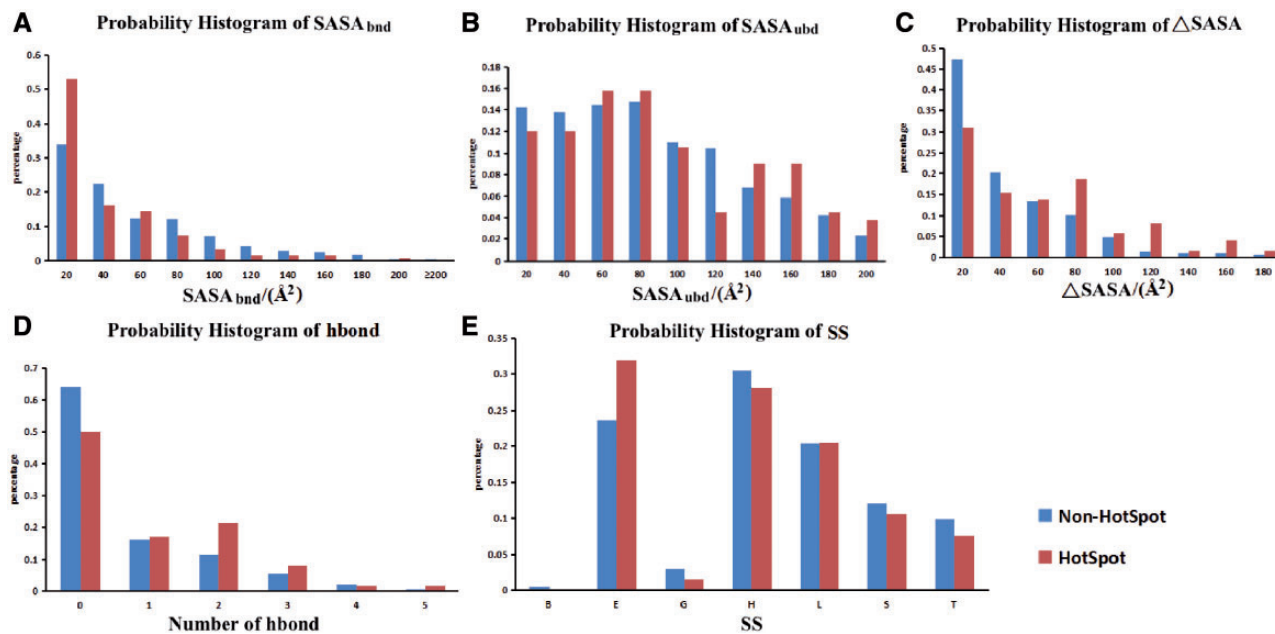 A
Probability Histogram of SASA bnd
0.6
0.5
0.4
0.3
0.2
0.1
0
percentage
20 40 60 80 100 120 140 160 180 200 2200
SASA bnd/(Å²)
B
Probability Histogram of SASA ubd
0.18
0.16
0.14
0.12
0.10
0.08
0.06
0.04
0.02
0
percentage
20 40 60 80 100 120 140 160 180 200
SASA ubd/(Å²)
C
Probability Histogram of △SASA
0.5
0.45
0.4
0.35
0.3
0.25
0.2
0.15
0.1
0.05
0
percentage
20 40 60 80 100 120 140 160 180
△SASA/(Å²)
D
Probability Histogram of hbond
0.7
0.6
0.5
0.4
0.3
0.2
0.1
0
percentage
0 1 2 3 4 5
Number of hbond
E
Probability Histogram of SS
0.35
0.3
0.25
0.2
0.15
0.1
0.05
0
percentage
B E G H L S T
SS
Non-HotSpot
HotSpot